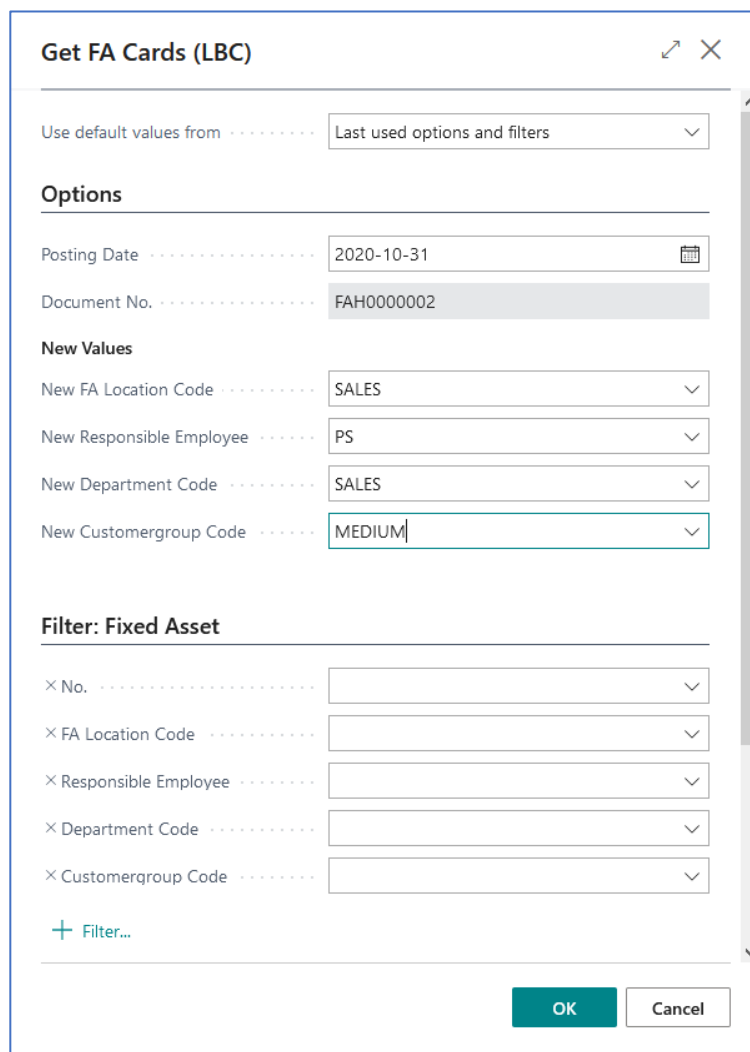 Get FA Cards (LBC)
Use default values from Last used options and filters
Options
Posting Date 2020-10-31
Document No. FAH0000002
New Values
New FA Location Code SALES
New Responsible Employee PS
New Department Code SALES
New Customergroup Code MEDIUM
Filter: Fixed Asset
× No.
× FA Location Code
× Responsible Employee
× Department Code
× Customergroup Code
+ Filter...
OK Cancel